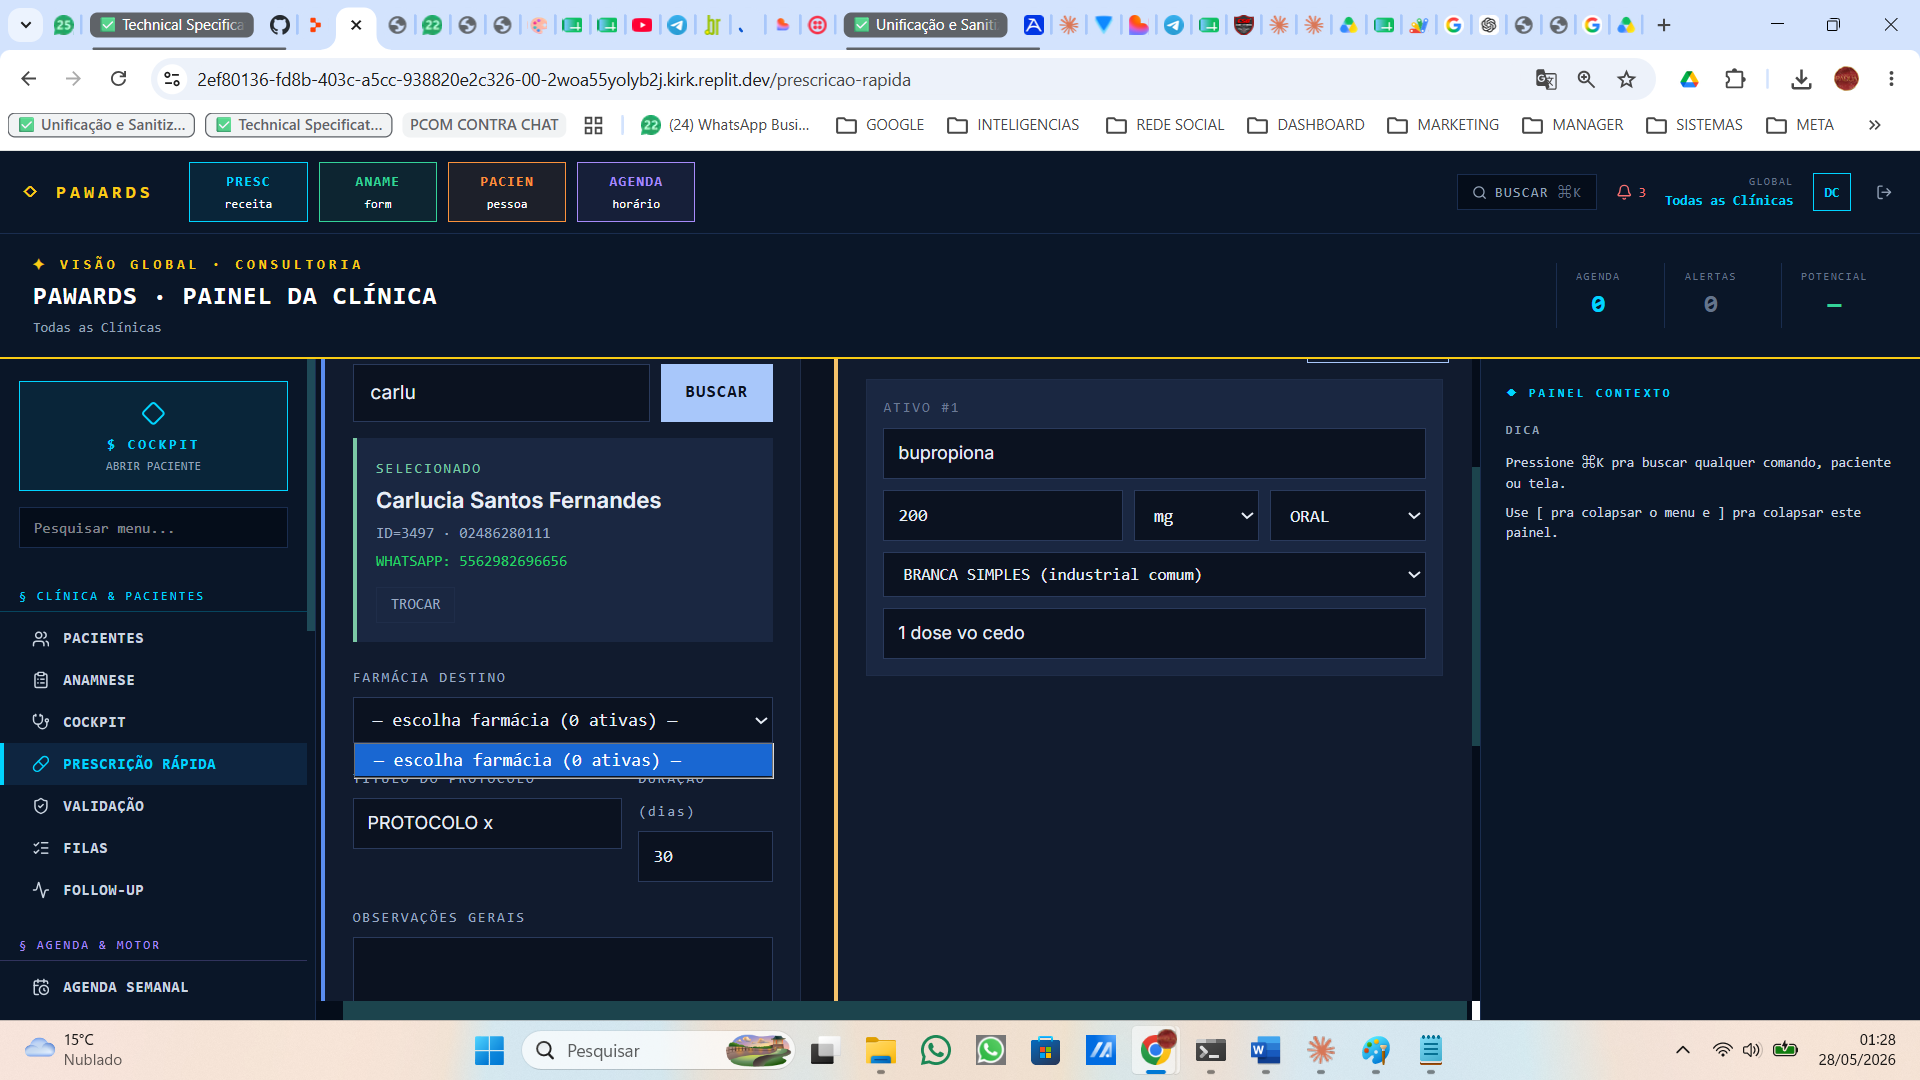 25
Technical Specifica
22
Unificação e Saniti
2ef80136-fd8b-403c-a5cc-938820e2c326-00-2woa55yolyb2j.kirk.replit.dev/prescricao-rapida
Unificação e Sanitiz...
Technical Specificat...
PCOM CONTRA CHAT
22 (24) WhatsApp Busi...
GOOGLE
INTELIGENCIAS
REDE SOCIAL
DASHBOARD
MARKETING
MANAGER
SISTEMAS
META
»
PAWARDS
PRESC
receita
ANAME
form
PACIEN
pessoa
AGENDA
horário
BUSCAR ⌘K
3
GLOBAL
Todas as Clínicas
DC
✦ VISÃO GLOBAL · CONSULTORIA
PAWARDS · PAINEL DA CLÍNICA
Todas as Clínicas
AGENDA
0
ALERTAS
0
POTENCIAL
—
$ COCKPIT
ABRIR PACIENTE
Pesquisar menu...
§ CLÍNICA & PACIENTES
PACIENTES
ANAMNESE
COCKPIT
PRESCRIÇÃO RÁPIDA
VALIDAÇÃO
FILAS
FOLLOW-UP
§ AGENDA & MOTOR
AGENDA SEMANAL
carlu
BUSCAR
SELECIONADO
Carlucia Santos Fernandes
ID=3497 · 02486280111
WHATSAPP: 5562982696656
TROCAR
FARMÁCIA DESTINO
— escolha farmácia (0 ativas) —
— escolha farmácia (0 ativas) —
TÍTULO DO PROTOCOLO
DURAÇÃO
(dias)
PROTOCOLO x
30
OBSERVAÇÕES GERAIS
ATIVO #1
bupropiona
200
mg
ORAL
BRANCA SIMPLES (industrial comum)
1 dose vo cedo
◆ PAINEL CONTEXTO
DICA
Pressione ⌘K pra buscar qualquer comando, paciente
ou tela.
Use [ pra colapsar o menu e ] pra colapsar este
painel.
15°C
Nublado
Pesquisar
01:28
28/05/2026